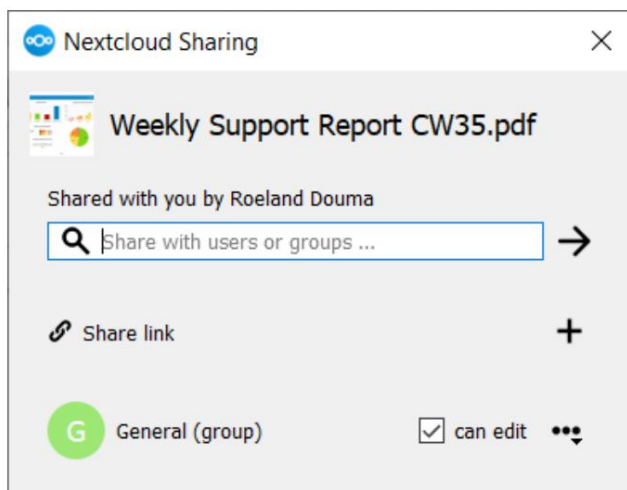 Nextcloud Sharing
Weekly Support Report CW35.pdf
Shared with you by Roeland Douma
Share with users or groups ...
Share link
G General (group) can edit